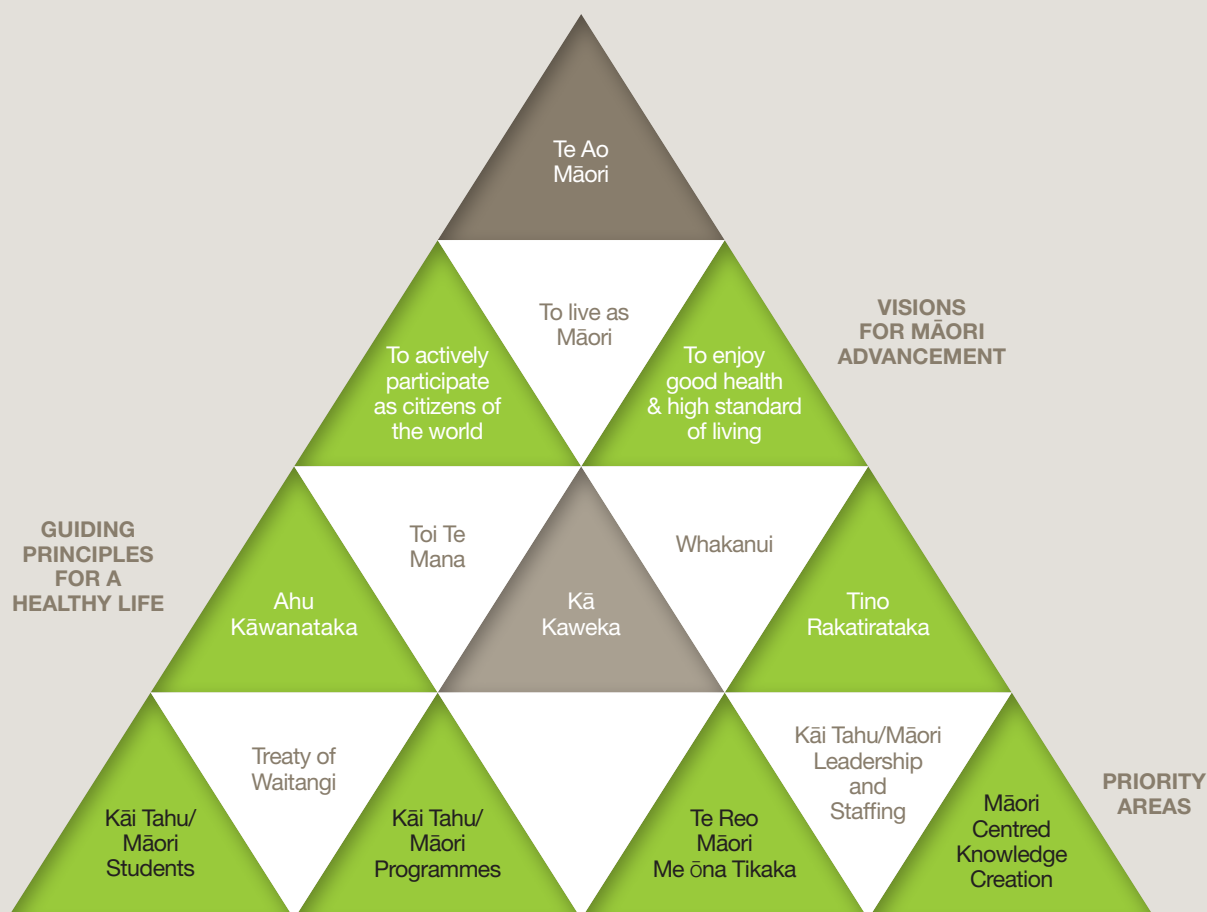 Te Ao
Māori
To live as
Māori
VISIONS
FOR MĀORI
ADVANCEMENT
To actively
participate
as citizens of
the world
To enjoy
good health
& high standard
of living
GUIDING
PRINCIPLES
FOR A
HEALTHY LIFE
Toi Te
Mana
Whakanui
Ahu
Kāwanataka
Kā
Kaweka
Tino
Rakatirataka
Treaty of
Waitangi
Kāi Tahu/Māori
Leadership
and
Staffing
PRIORITY
AREAS
Kāi Tahu/
Māori
Students
Kāi Tahu/
Māori
Programmes
Te Reo
Māori
Me ōna Tikaka
Māori
Centred
Knowledge
Creation